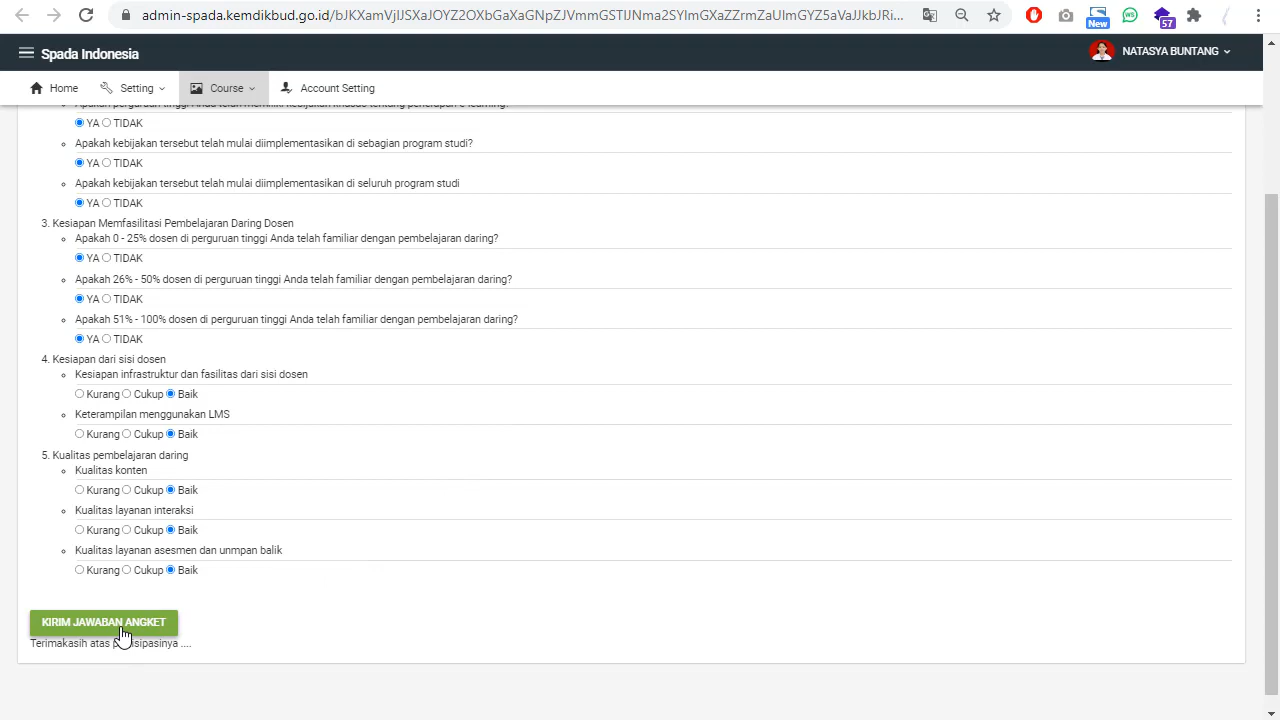 admin-spada.kemdikbud.go.id/
New
57
Spada Indonesia
NATASYA BUNTANG
Home Setting Course Account Setting
YA TIDAK
Apakah kebijakan tersebut telah mulai diimplementasikan di sebagian program studi?
YA TIDAK
Apakah kebijakan tersebut telah mulai diimplementasikan di seluruh program studi
YA TIDAK
3. Kesiapan Memfasilitasi Pembelajaran Daring Dosen
Apakah 0 - 25% dosen di perguruan tinggi Anda telah familiar dengan pembelajaran daring?
YA TIDAK
Apakah 26% - 50% dosen di perguruan tinggi Anda telah familiar dengan pembelajaran daring?
YA TIDAK
Apakah 51% - 100% dosen di perguruan tinggi Anda telah familiar dengan pembelajaran daring?
YA TIDAK
4. Kesiapan dari sisi dosen
Kesiapan infrastruktur dan fasilitas dari sisi dosen
Kurang Cukup Baik
Keterampilan menggunakan LMS
Kurang Cukup Baik
5. Kualitas pembelajaran daring
Kualitas konten
Kurang Cukup Baik
Kualitas layanan interaksi
Kurang Cukup Baik
Kualitas layanan asesmen dan unmpan balik
Kurang Cukup Baik
KIRIM JAWABAN ANGKET
Terimakasih atas ....